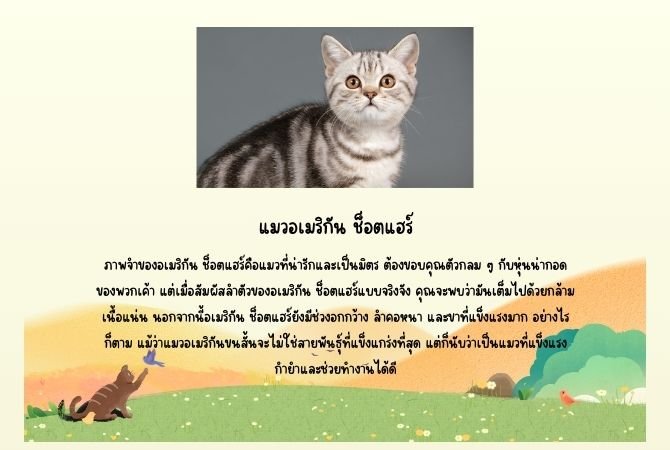 แมวอเมริกัน ช็อตแฮร์
ภาพจำของอเมริกัน ช็อตแฮร์คือแมวที่น่ารักและเป็นมิตร ต้องขอบคุณตัวกลม ๆ กับหุ่นน่ากอด
ของพวกเค้า แต่เมื่อสัมผัสลำตัวของอเมริกัน ช็อตแฮร์แบบจริงจัง คุณจะพบว่ามันเต็มไปด้วยกล้าม
เนื้อแน่น นอกจากนี้อเมริกัน ช็อตแฮร์ยังมีช่วงอกกว้าง ลำคอหนา และขาที่แข็งแรงมาก อย่างไร
ก็ตาม แม้ว่าแมวอเมริกันขนสั้นจะไม่ใช่สายพันธุ์ที่แข็งแกร่งที่สุด แต่ก็นับว่าเป็นแมวที่แข็งแรง
กำยำและช่วยทำงานได้ดี